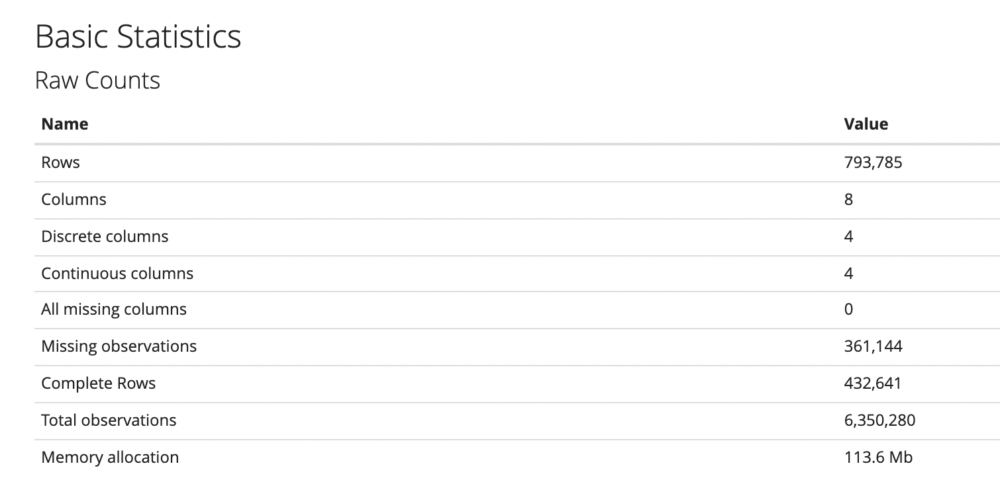 Basic Statistics
Raw Counts
Name Value
Rows 793,785
Columns 8
Discrete columns 4
Continuous columns 4
All missing columns 0
Missing observations 361,144
Complete Rows 432,641
Total observations 6,350,280
Memory allocation 113.6 Mb